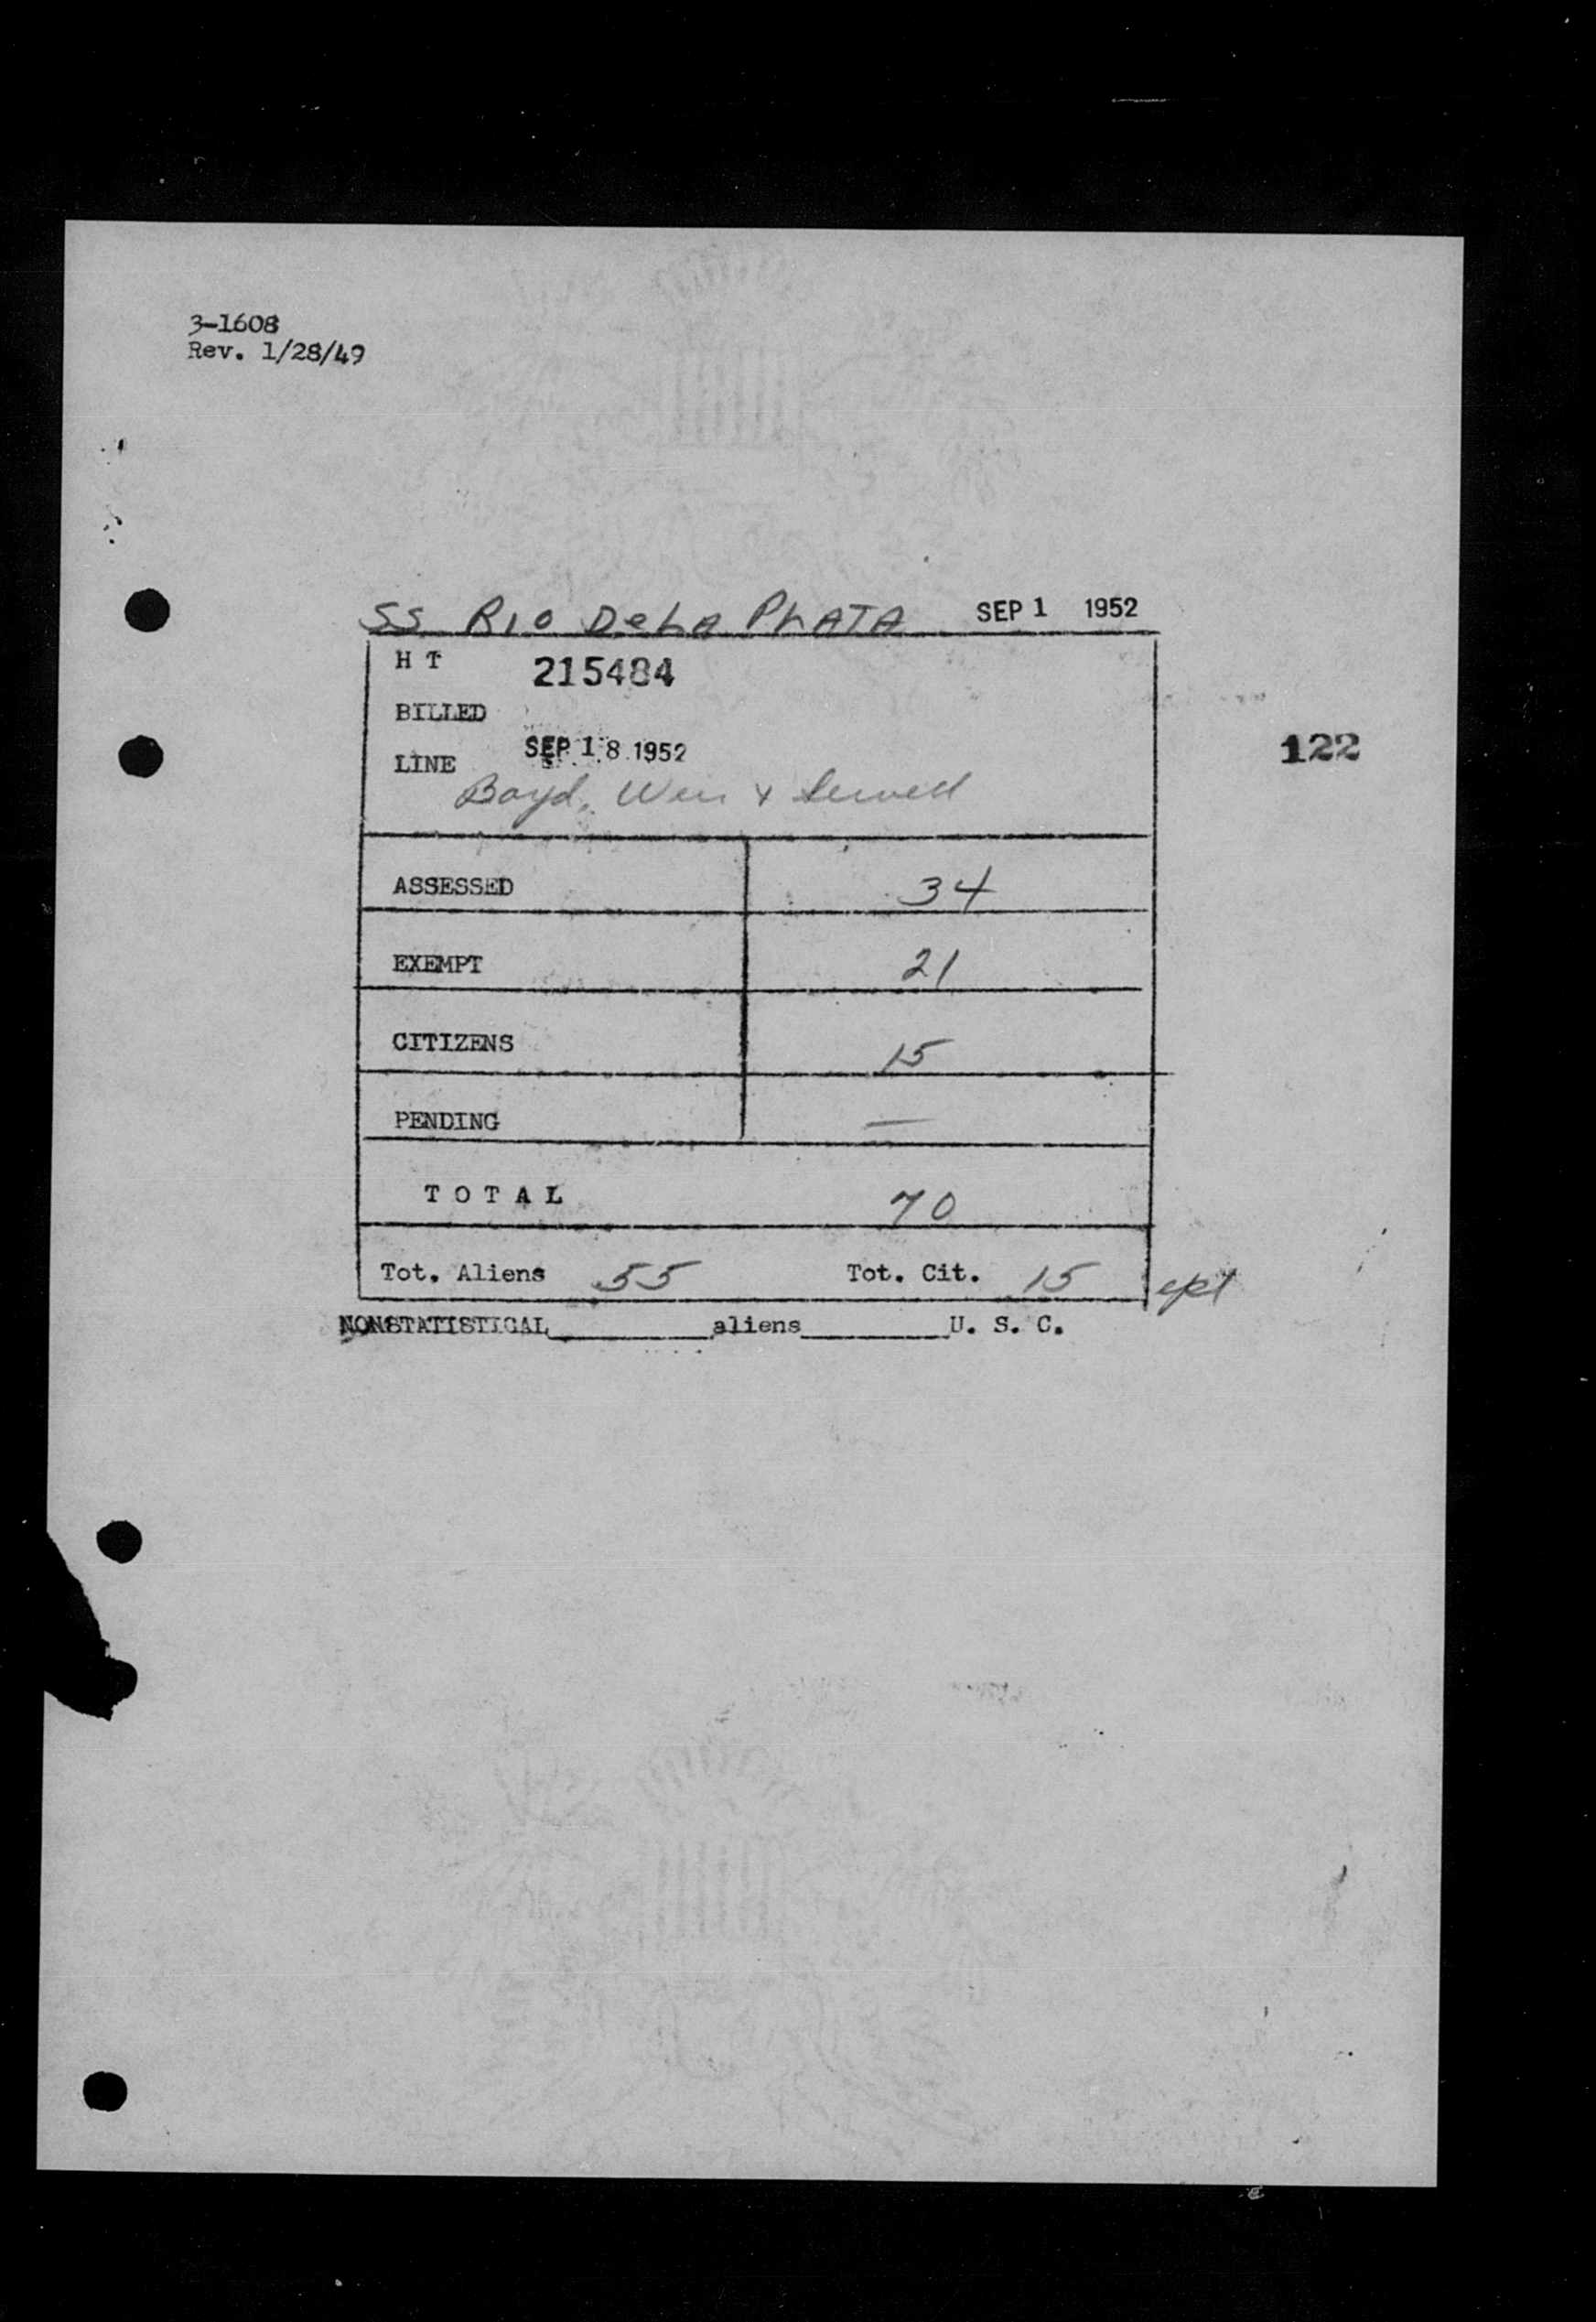 3-1608
Rev. 1/28/49
SS RIO DeLA PLATA SEP 1 1952
H T 215484
BILLED
SEP 18 1952
LINE
Boyd, Weir & Sewell
122
ASSESSED 34
EXEMPT 21
CITIZENS 15
PENDING —
TOTAL 70
Tot. Aliens 55 Tot. Cit. 15
NONSTATISTICAL________aliens________U. S. C.